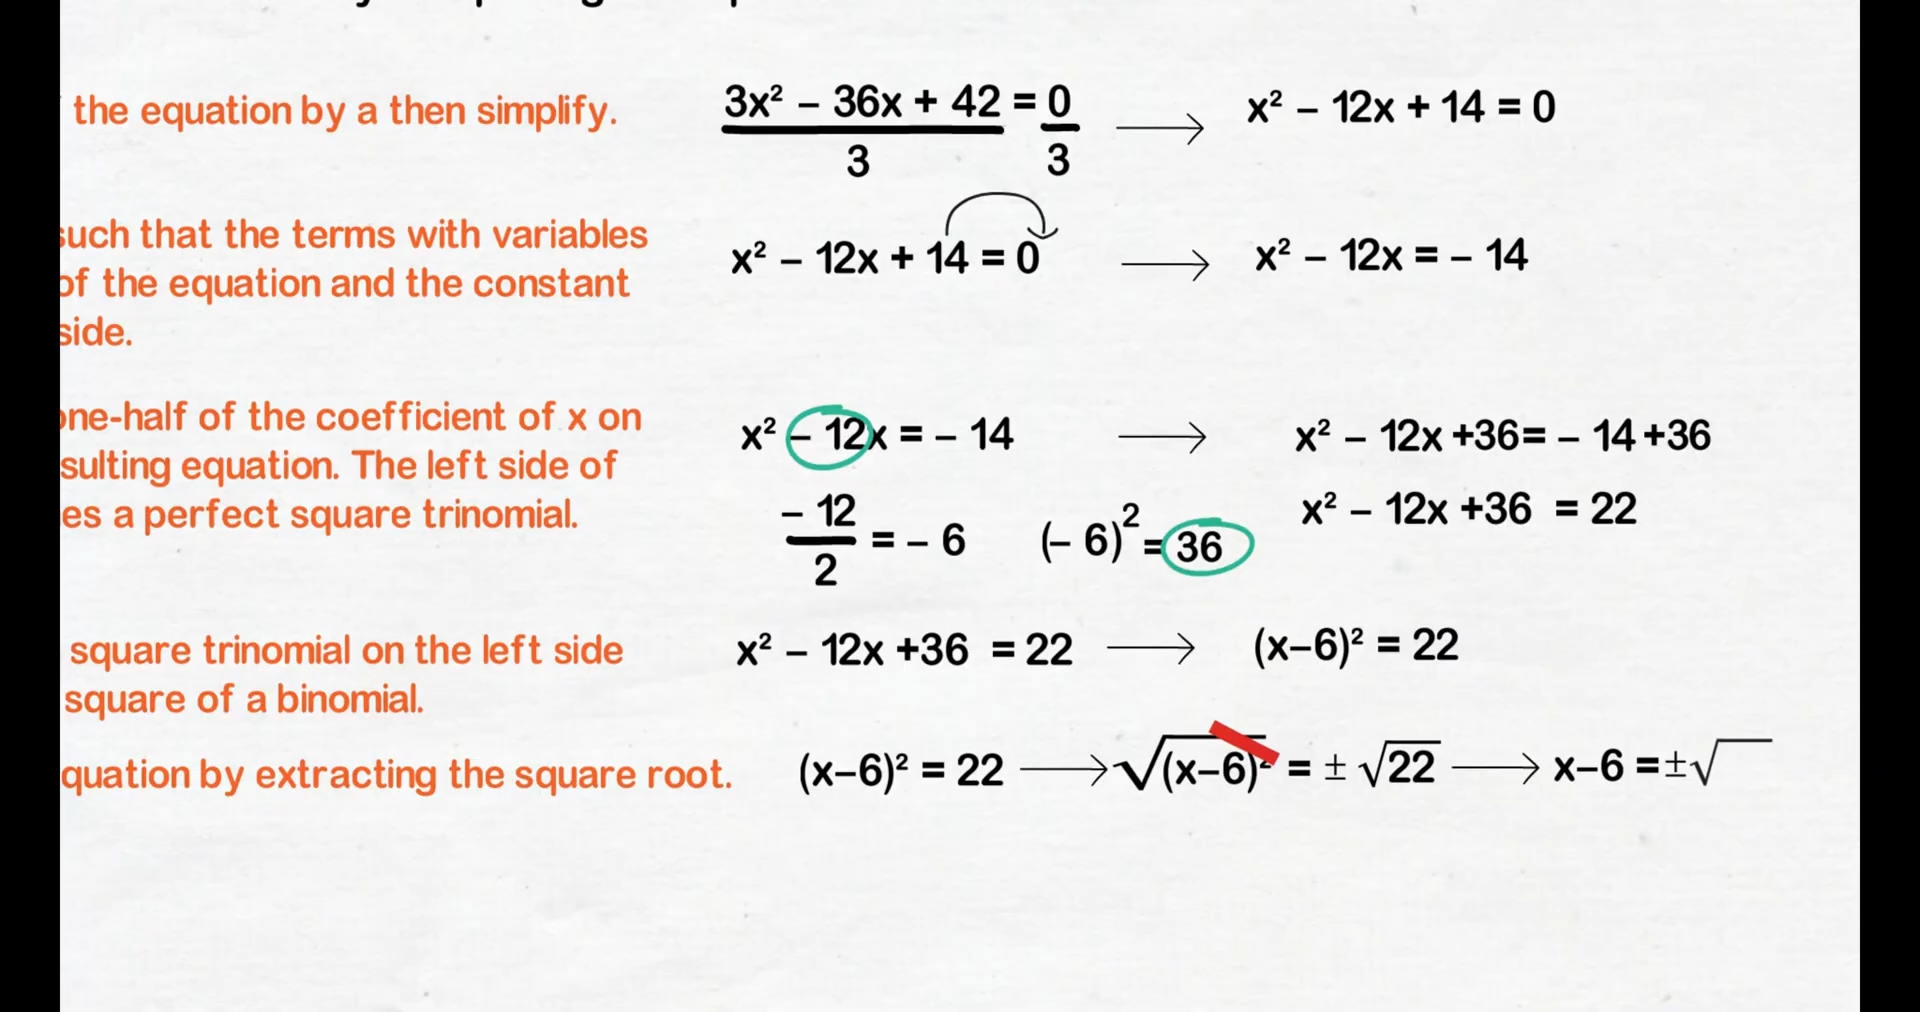 the equation by a then simplify.
3x² – 36x + 42 = 0
3 3
x² – 12x + 14 = 0
such that the terms with variables
of the equation and the constant
side.
x² – 12x + 14 = 0
x² – 12x = – 14
one-half of the coefficient of x on
sulting equation. The left side of
es a perfect square trinomial.
x² – 12x = – 14
– 12
2
= – 6
(– 6)² = 36
x² – 12x +36= – 14 +36
x² – 12x +36 = 22
square trinomial on the left side
square of a binomial.
x² – 12x +36 = 22
(x–6)² = 22
quation by extracting the square root.
(x–6)² = 22
√(x–6)² = ± √22
x–6 =±√